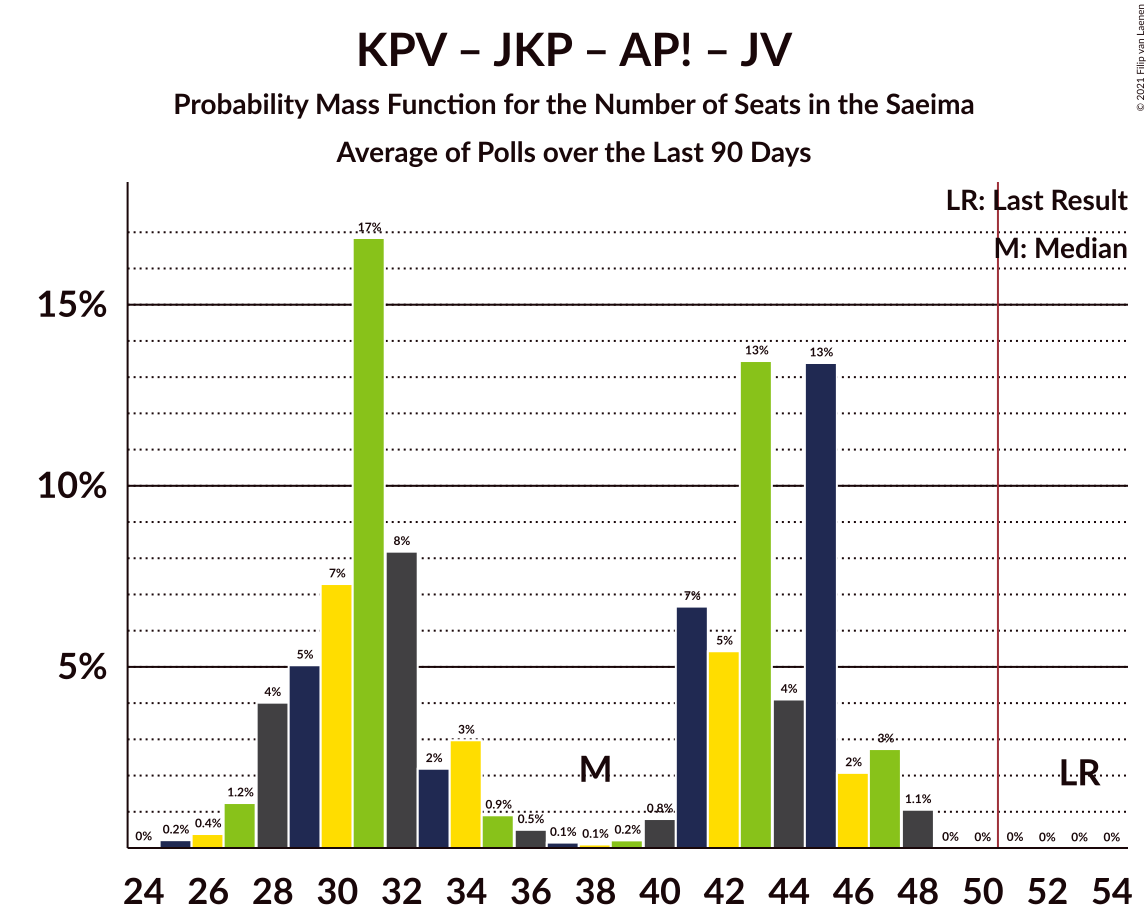 KPV – JKP – AP! – JV
Probability Mass Function for the Number of Seats in the Saeima
Average of Polls over the Last 90 Days
© 2021 Filip van Laenen
LR: Last Result
M: Median
17%
15%
13% 13%
10%
8%
7% 7%
5%
5% 5%
4% 4%
3% 3%
2% 2%
M LR
1.2% 1.1%
0.9% 0.8%
0% 0.2% 0.4% 0.5% 0.1% 0.1% 0.2% 0% 0% 0% 0% 0% 0%
24 26 28 30 32 34 36 38 40 42 44 46 48 50 52 54